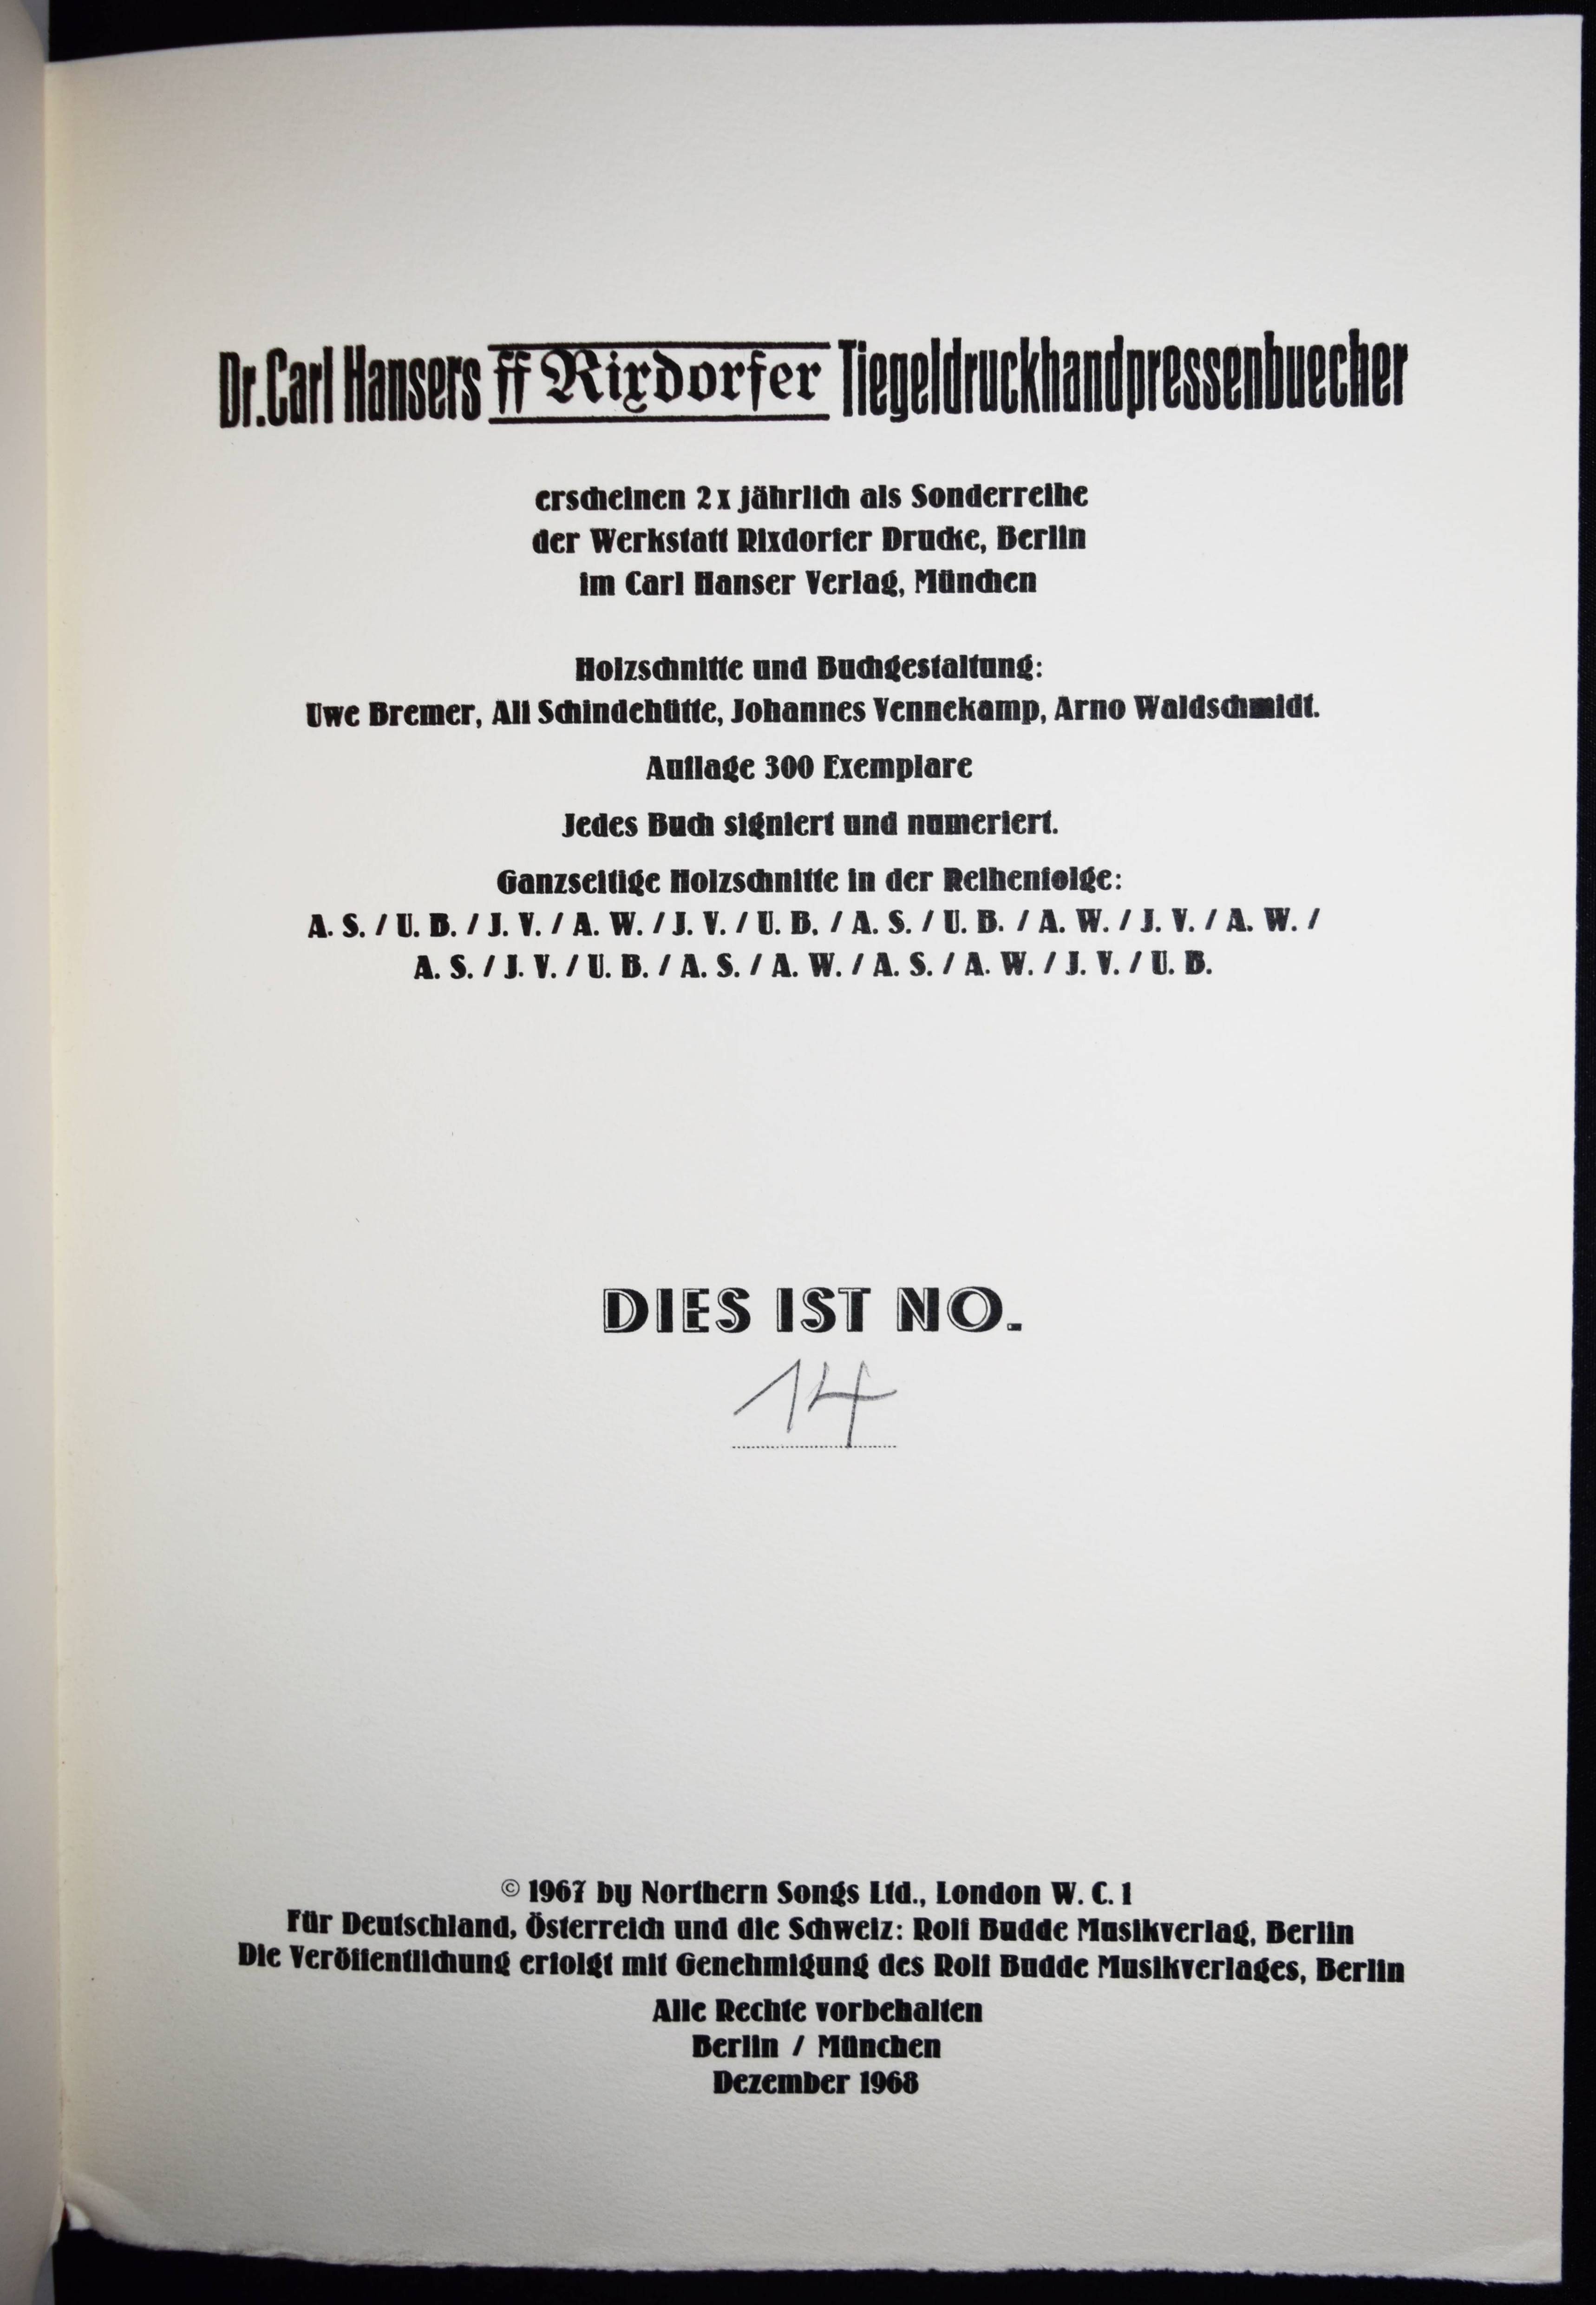 Dr. Carl Hansers ff Rixdorfer Tiegeldruckhandpressenbuecher
erscheinen 2 x jährlich als Sonderreihe
der Werkstatt Rixdorfer Drucke, Berlin
im Carl Hanser Verlag, München
Holzschnitte und Buchgestaltung:
Uwe Bremer, Ali Schindehütte, Johannes Vennekamp, Arno Waldschmidt.
Auflage 300 Exemplare
Jedes Buch signiert und numeriert.
Ganzseitige Holzschnitte in der Reihenfolge:
A. S. / U. B. / J. V. / A. W. / J. V. / U. B. / A. S. / U. B. / A. W. / J. V. / A. W. /
A. S. / J. V. / U. B. / A. S. / A. W. / A. S. / A. W. / J. V. / U. B.
DIES IST NO.
14
© 1967 by Northern Songs Ltd., London W. C. 1
Für Deutschland, Österreich und die Schweiz: Rolf Budde Musikverlag, Berlin
Die Veröffentlichung erfolgt mit Genehmigung des Rolf Budde Musikverlages, Berlin
Alle Rechte vorbehalten
Berlin / München
Dezember 1968